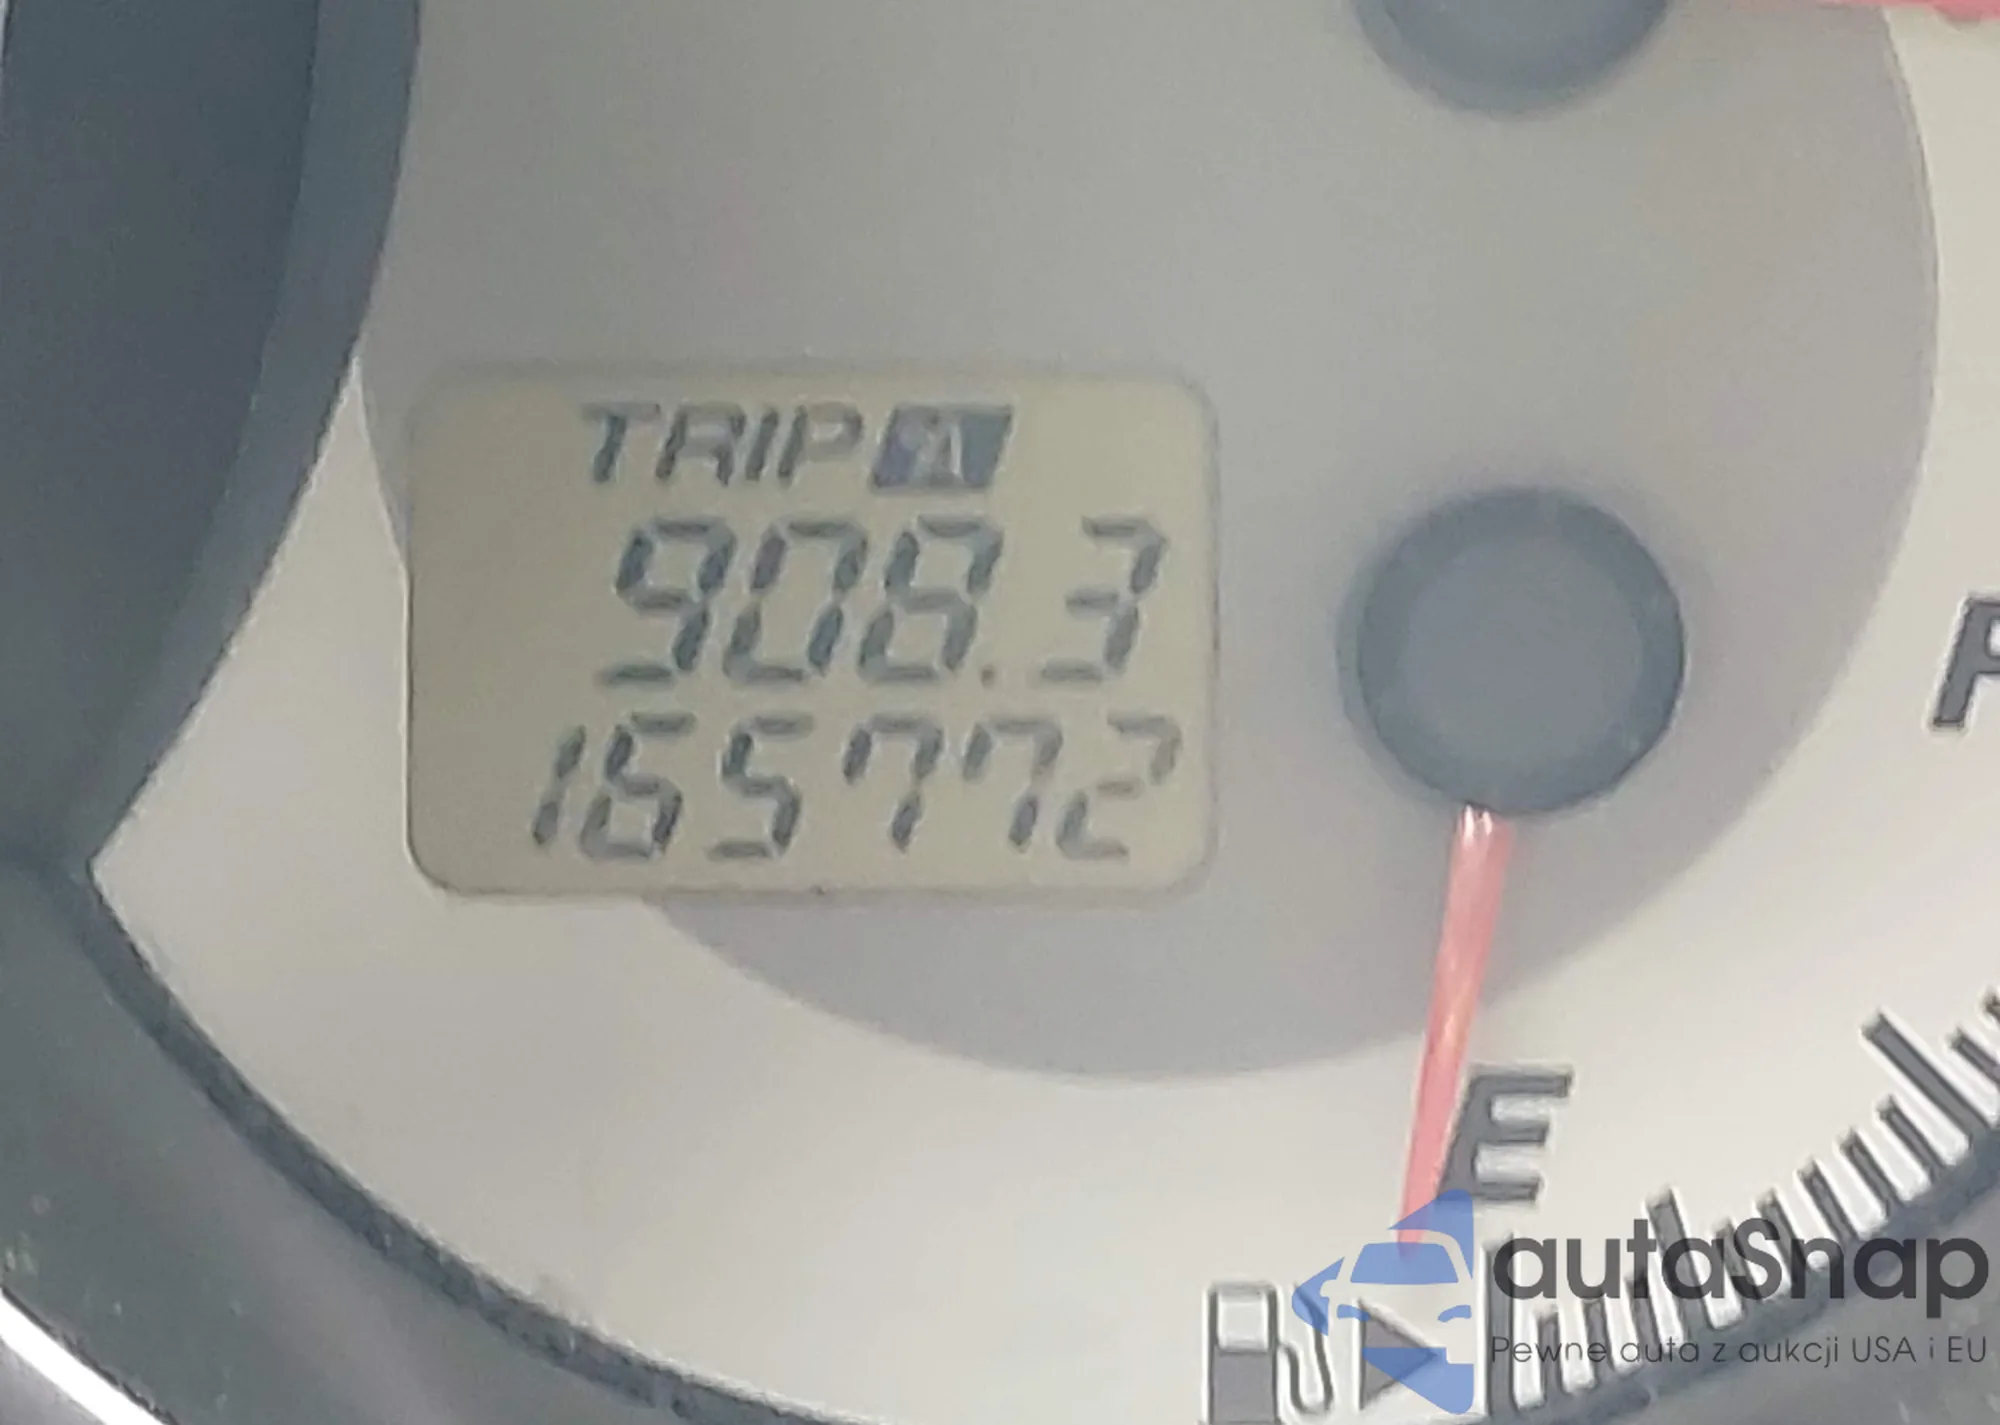 TRIP A
908.3
165772
E
autaSnap
Pewne auta z aukcji USA i EU